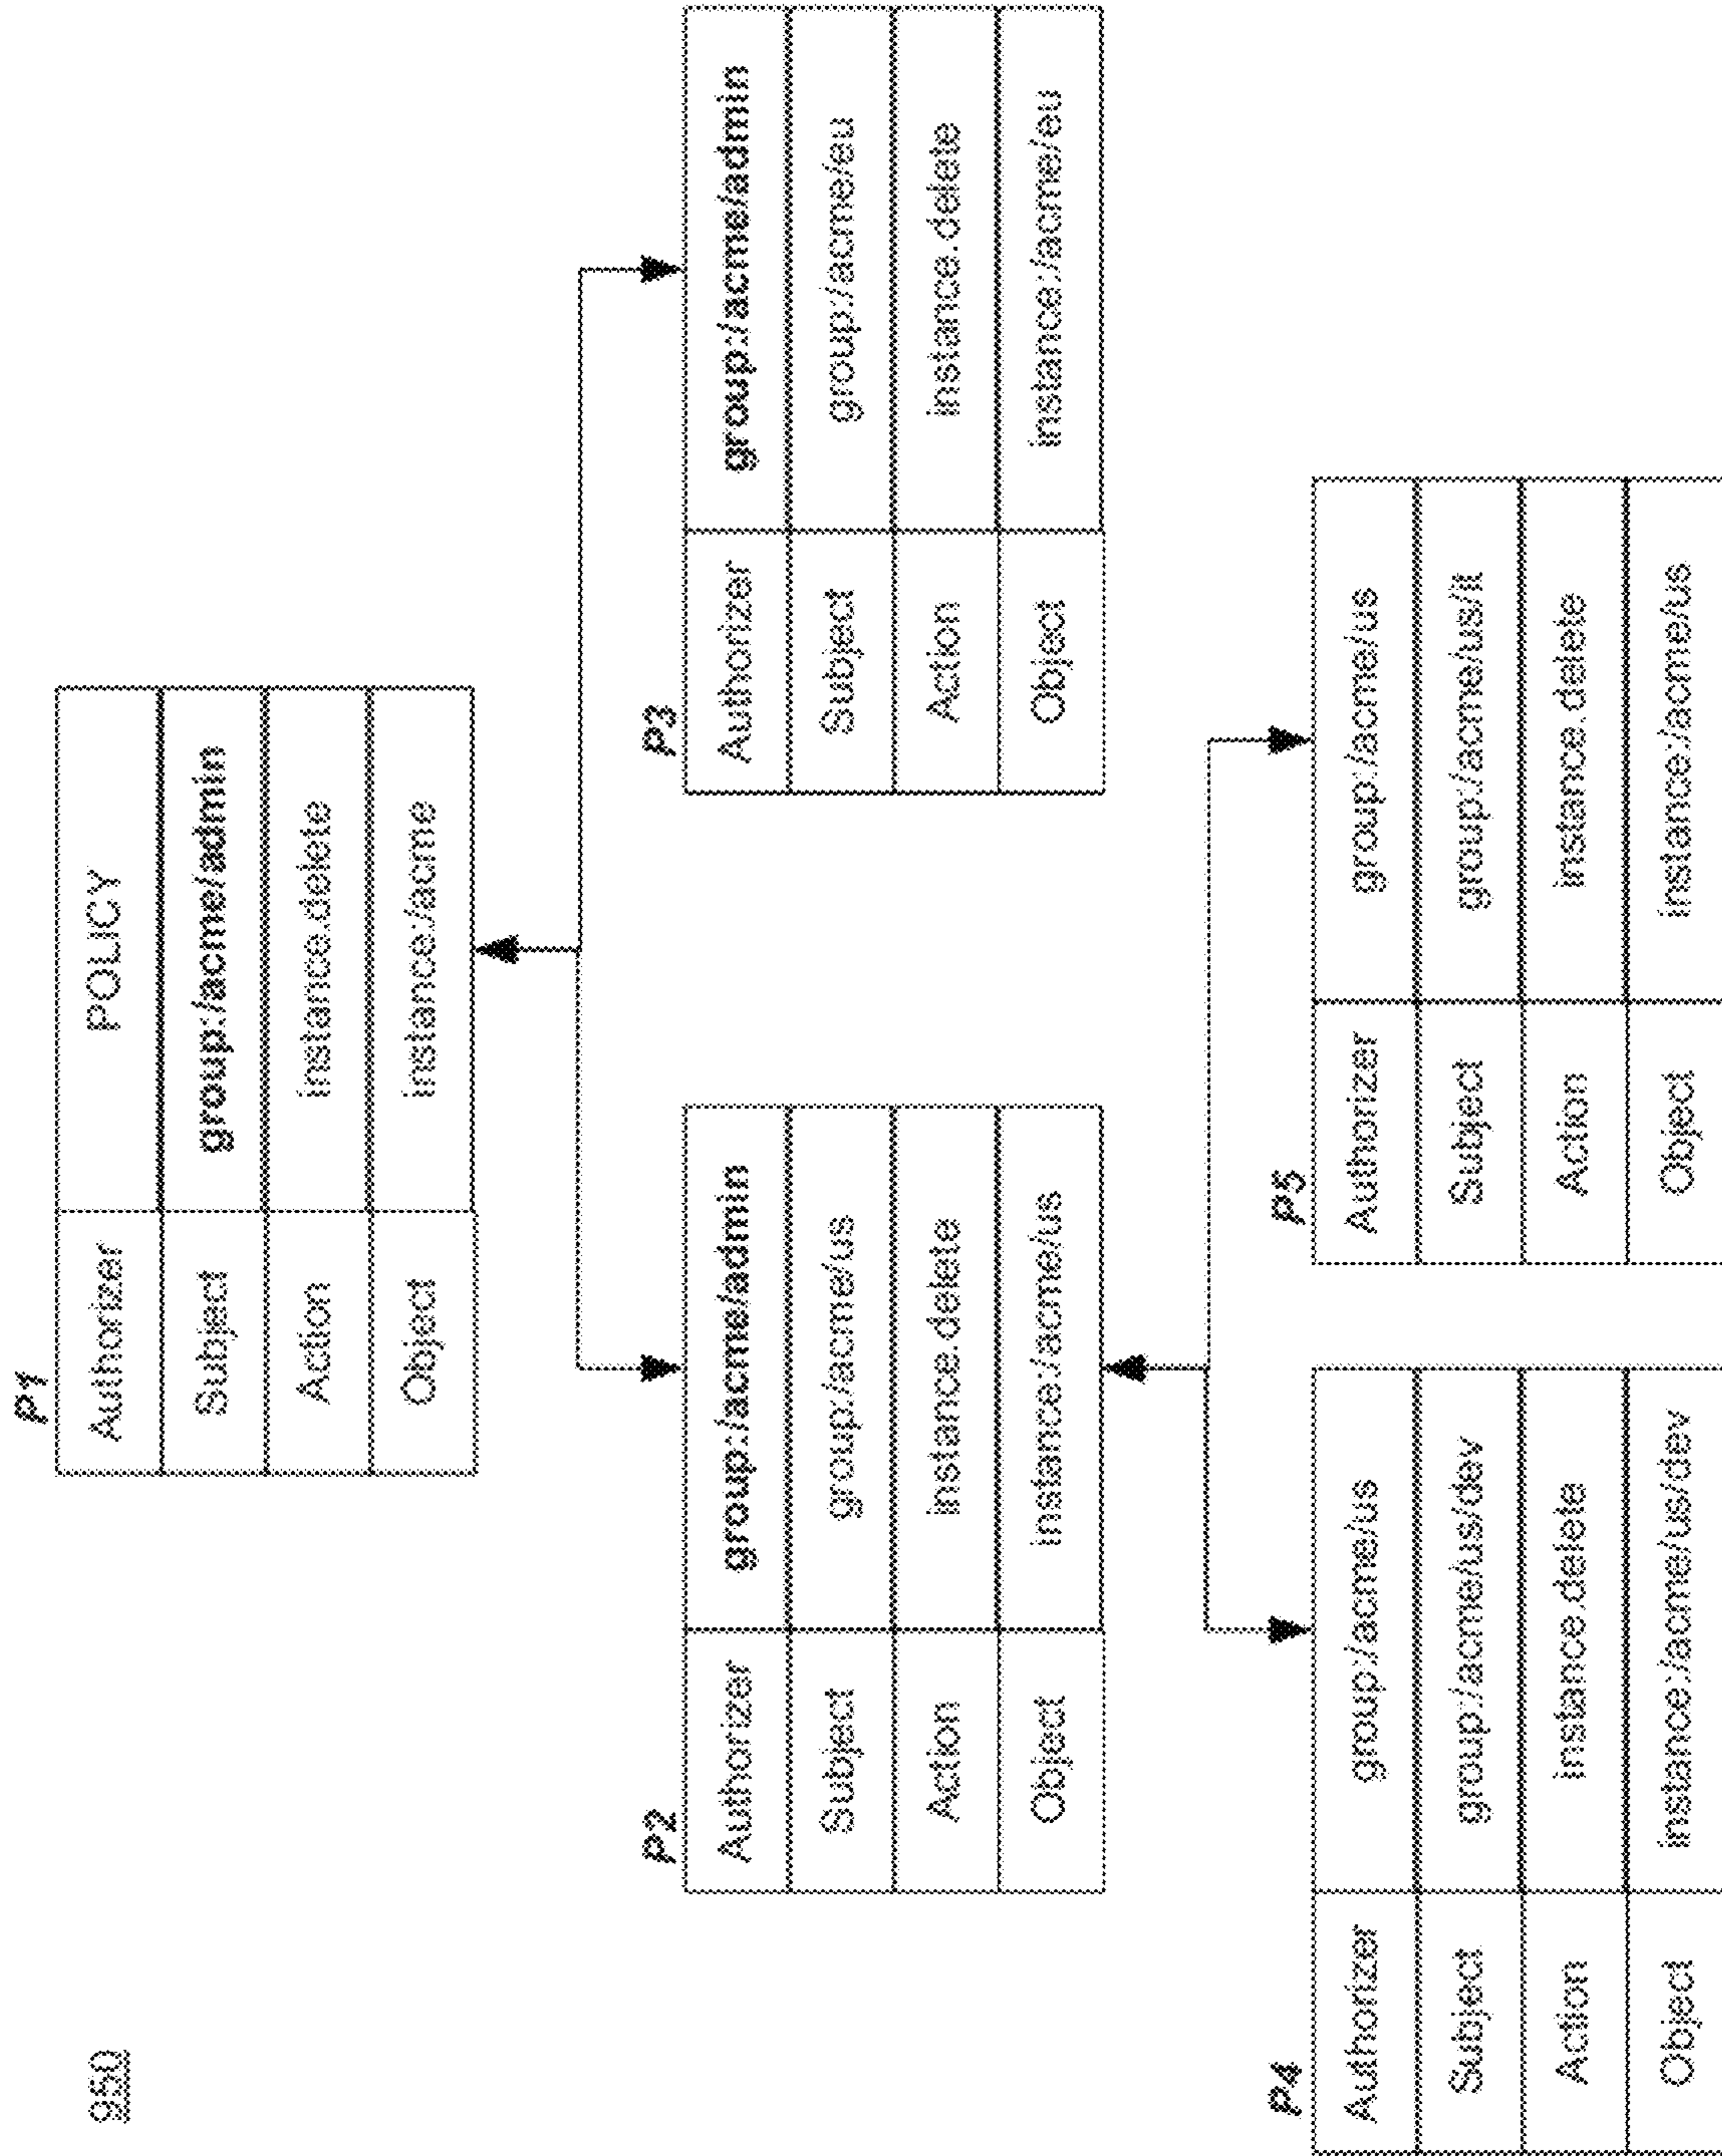 950
P1
Authorizer POLICY
Subject group:/acme/admin
Action instance.delete
Object instance:/acme
P2
Authorizer group:/acme/admin
Subject group:/acme/us
Action instance.delete
Object instance:/acme/us
P3
Authorizer group:/acme/admin
Subject group:/acme/eu
Action instance.delete
Object instance:/acme/eu
P4
Authorizer group:/acme/us
Subject group:/acme/us/dev
Action instance.delete
Object instance:/acme/us/dev
P5
Authorizer group:/acme/us
Subject group:/acme/us/it
Action instance.delete
Object instance:/acme/us